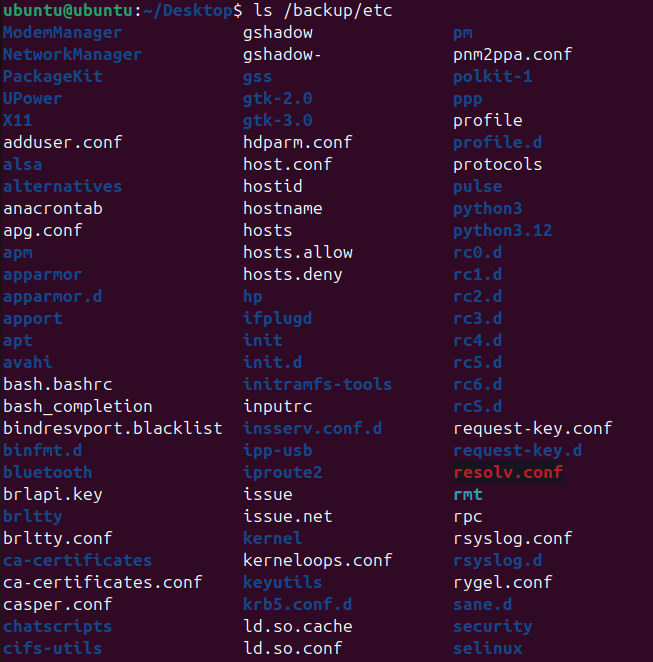 ubuntu@ubuntu:~/Desktop$ ls /backup/etc
ModemManager gshadow pm
NetworkManager gshadow- pnm2ppa.conf
PackageKit gss polkit-1
UPower gtk-2.0 ppp
X11 gtk-3.0 profile
adduser.conf hdparm.conf profile.d
alsa host.conf protocols
alternatives hostid pulse
anacrontab hostname python3
apg.conf hosts python3.12
apm hosts.allow rc0.d
apparmor hosts.deny rc1.d
apparmor.d hp rc2.d
apport ifplugd rc3.d
apt init rc4.d
avahi init.d rc5.d
bash.bashrc initramfs-tools rc6.d
bash_completion inputrc rcS.d
bindresvport.blacklist insserv.conf.d request-key.conf
binfmt.d ipp-usb request-key.d
bluetooth iproute2 resolv.conf
brlapi.key issue rmt
brltty issue.net rpc
brltty.conf kernel rsyslog.conf
ca-certificates kerneloops.conf rsyslog.d
ca-certificates.conf keyutils rygel.conf
casper.conf krb5.conf.d sane.d
chatscripts ld.so.cache security
cifs-utils ld.so.conf selinux